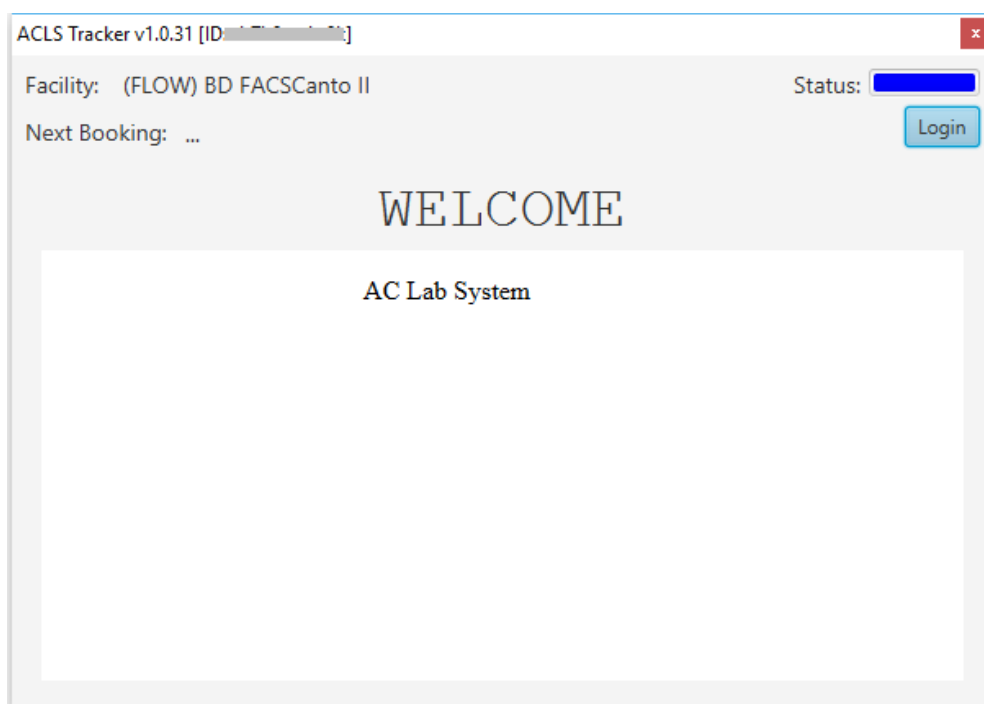 ACLS Tracker v1.0.31 [ID: ]
x
Facility: (FLOW) BD FACSCanto II
Status:
Next Booking: ...
Login
WELCOME
AC Lab System